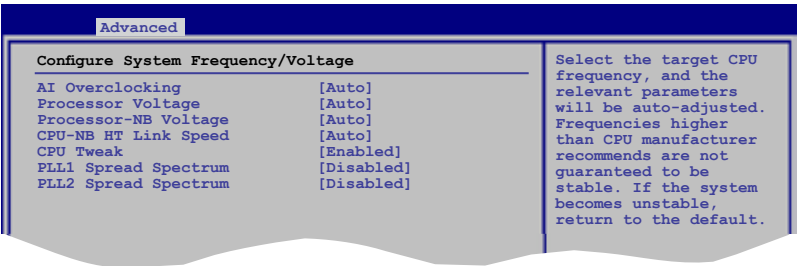 Advanced
Configure System Frequency/Voltage
AI Overclocking [Auto]
Processor Voltage [Auto]
Processor-NB Voltage [Auto]
CPU-NB HT Link Speed [Auto]
CPU Tweak [Enabled]
PLL1 Spread Spectrum [Disabled]
PLL2 Spread Spectrum [Disabled]
Select the target CPU
frequency, and the
relevant parameters
will be auto-adjusted.
Frequencies higher
than CPU manufacturer
recommends are not
guaranteed to be
stable. If the system
becomes unstable,
return to the default.